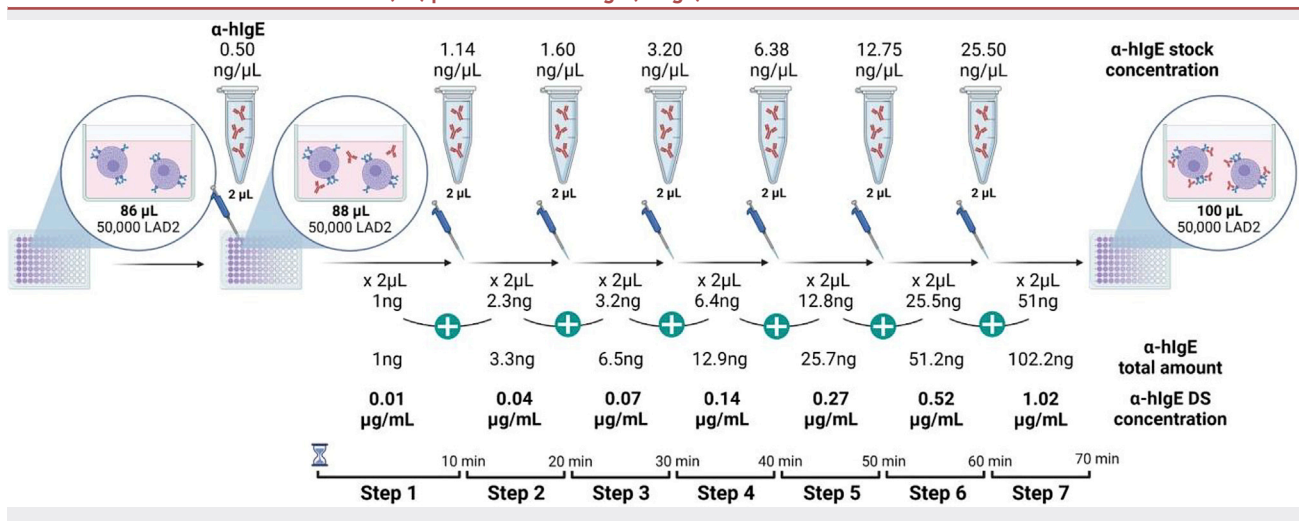 α-hIgE
0.50
ng/µL
1.14
ng/µL
1.60
ng/µL
3.20
ng/µL
6.38
ng/µL
12.75
ng/µL
25.50
ng/µL
α-hIgE stock
concentration
2 µL
2 µL
2 µL
2 µL
2 µL
2 µL
2 µL
86 µL
50,000 LAD2
88 µL
50,000 LAD2
100 µL
50,000 LAD2
x 2µL
1ng
x 2µL
2.3ng
x 2µL
3.2ng
x 2µL
6.4ng
x 2µL
12.8ng
x 2µL
25.5ng
x 2µL
51ng
1ng
3.3ng
6.5ng
12.9ng
25.7ng
51.2ng
102.2ng
α-hIgE
total amount
0.01
µg/mL
0.04
µg/mL
0.07
µg/mL
0.14
µg/mL
0.27
µg/mL
0.52
µg/mL
1.02
µg/mL
α-hIgE DS
concentration
10 min
20 min
30 min
40 min
50 min
60 min
70 min
Step 1
Step 2
Step 3
Step 4
Step 5
Step 6
Step 7